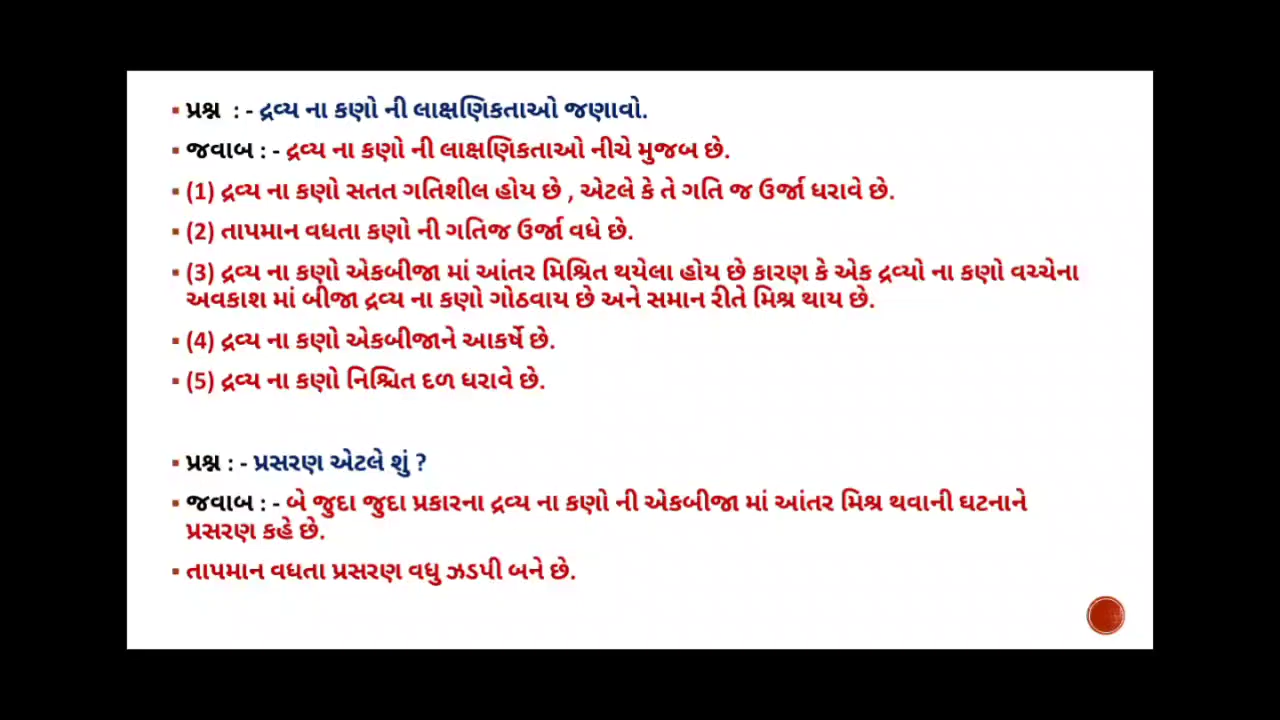 ▪ પ્રશ્ન : - દ્રવ્ય ના કણો ની લાક્ષણિકતાઓ જણાવો.
▪ જવાબ : - દ્રવ્ય ના કણો ની લાક્ષણિકતાઓ નીચે મુજબ છે.
▪ (1) દ્રવ્ય ના કણો સતત ગતિશીલ હોય છે , એટલે કે તે ગતિ જ ઉર્જા ધરાવે છે.
▪ (2) તાપમાન વધતા કણો ની ગતિજ ઉર્જા વધે છે.
▪ (3) દ્રવ્ય ના કણો એકબીજા માં આંતર મિશ્રિત થયેલા હોય છે કારણ કે એક દ્રવ્યો ના કણો વચ્ચેના
અવકાશ માં બીજા દ્રવ્ય ના કણો ગોઠવાય છે અને સમાન રીતે મિશ્ર થાય છે.
▪ (4) દ્રવ્ય ના કણો એકબીજાને આકર્ષે છે.
▪ (5) દ્રવ્ય ના કણો નિશ્ચિત દળ ધરાવે છે.
▪ પ્રશ્ન : - પ્રસરણ એટલે શું ?
▪ જવાબ : - બે જુદા જુદા પ્રકારના દ્રવ્ય ના કણો ની એકબીજા માં આંતર મિશ્ર થવાની ઘટનાને
પ્રસરણ કહે છે.
▪ તાપમાન વધતા પ્રસરણ વધુ ઝડપી બને છે.